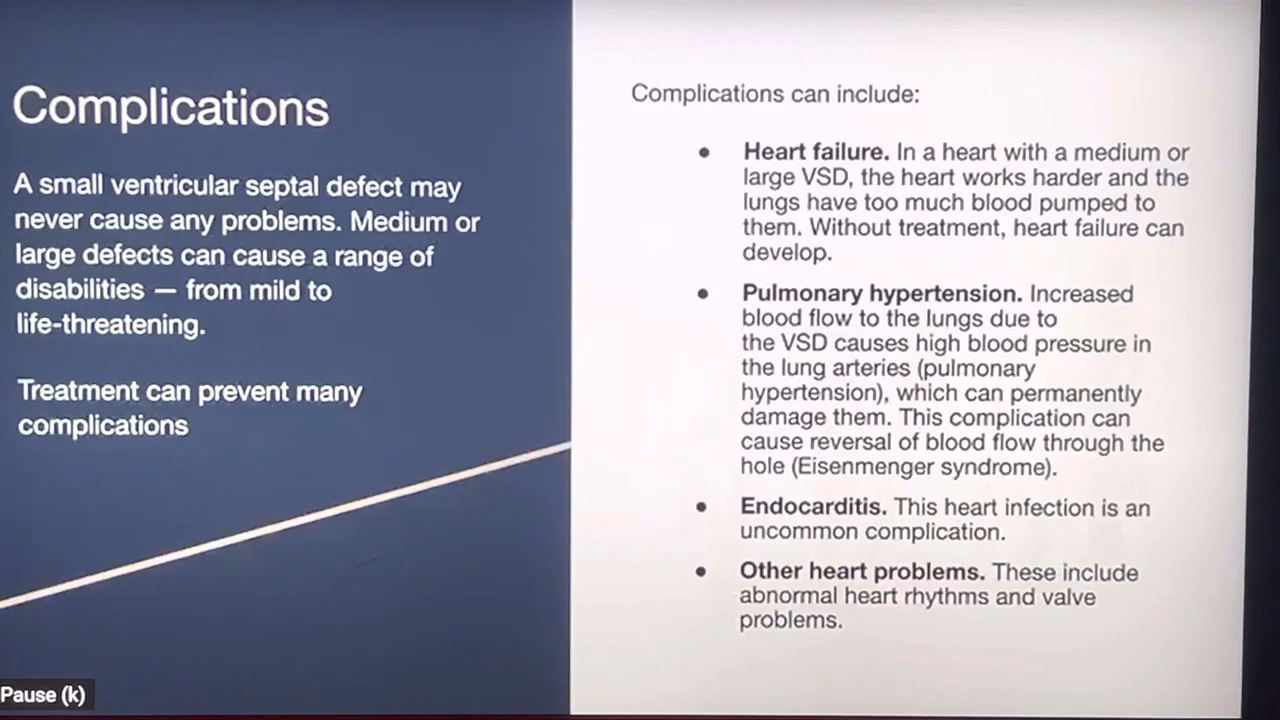 Complications
A small ventricular septal defect may
never cause any problems. Medium or
large defects can cause a range of
disabilities — from mild to
life-threatening.
Treatment can prevent many
complications
Complications can include:
● Heart failure. In a heart with a medium or
large VSD, the heart works harder and the
lungs have too much blood pumped to
them. Without treatment, heart failure can
develop.
● Pulmonary hypertension. Increased
blood flow to the lungs due to
the VSD causes high blood pressure in
the lung arteries (pulmonary
hypertension), which can permanently
damage them. This complication can
cause reversal of blood flow through the
hole (Eisenmenger syndrome).
● Endocarditis. This heart infection is an
uncommon complication.
● Other heart problems. These include
abnormal heart rhythms and valve
problems.
Pause (k)